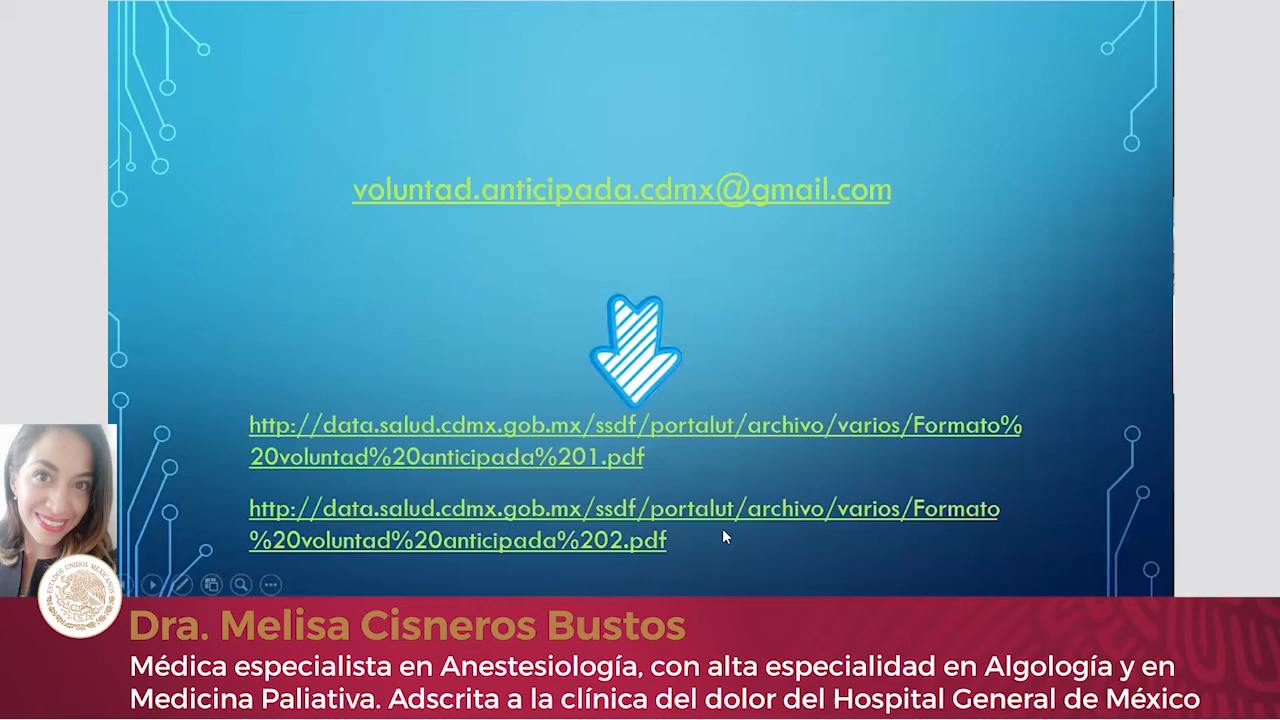 voluntad.anticipada.cdmx@gmail.com
http://data.salud.cdmx.gob.mx/ssdf/portalut/archivo/varios/Formato%
20voluntad%20anticipada%201.pdf
http://data.salud.cdmx.gob.mx/ssdf/portalut/archivo/varios/Formato
%20voluntad%20anticipada%202.pdf
ESTADOS UNIDOS MEXICANOS
Dra. Melisa Cisneros Bustos
Médica especialista en Anestesiología, con alta especialidad en Algología y en
Medicina Paliativa. Adscrita a la clínica del dolor del Hospital General de México